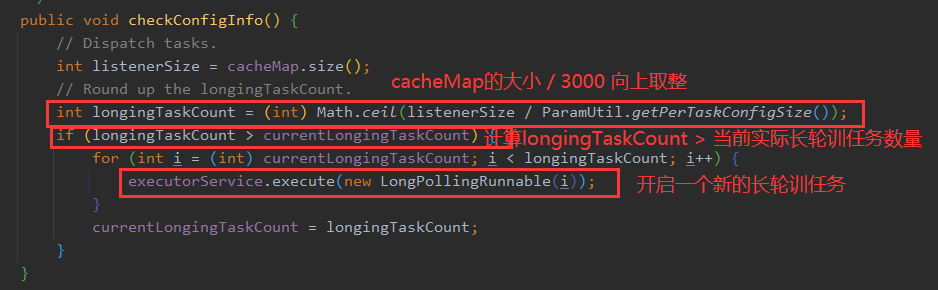 public void checkConfigInfo() {
// Dispatch tasks.
int listenerSize = cacheMap.size();
cacheMap的大小 / 3000 向上取整
// Round up the longingTaskCount.
int longingTaskCount = (int) Math.ceil(listenerSize / ParamUtil.getPerTaskConfigSize());
if (longingTaskCount > currentLongingTaskCount) { 计算longingTaskCount > 当前实际长轮训任务数量
for (int i = (int) currentLongingTaskCount; i < longingTaskCount; i++) {
executorService.execute(new LongPollingRunnable(i)); 开启一个新的长轮训任务
}
currentLongingTaskCount = longingTaskCount;
}
}